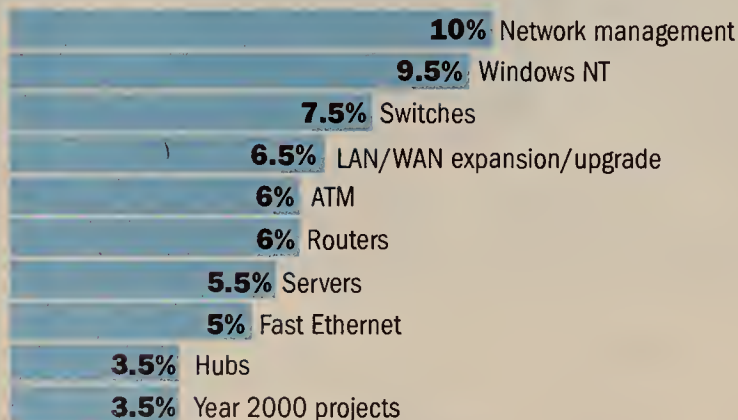 10% Network management
9.5% Windows NT
7.5% Switches
6.5% LAN/WAN expansion/upgrade
6% ATM
6% Routers
5.5% Servers
5% Fast Ethernet
3.5% Hubs
3.5% Year 2000 projects